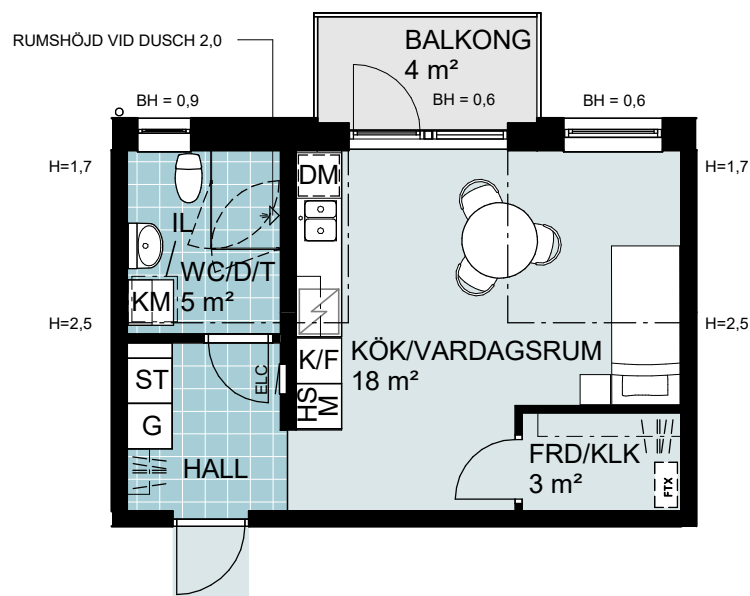 RUMSHÖJD VID DUSCH 2,0
BALKONG
4 m²
BH = 0,9
BH = 0,6
BH = 0,6
H=1,7
H=1,7
DM
IL
WC/D/T
5 m²
KM
H=2,5
H=2,5
K/F
KÖK/VARDAGSRUM
18 m²
ST
ELC
HS
M
G
HALL
FRD/KLK
3 m²
FTX